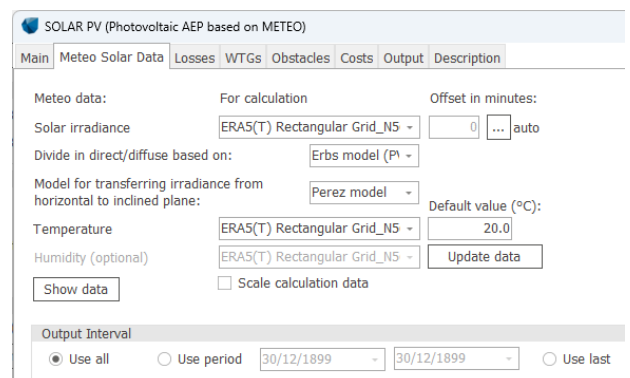 SOLAR PV (Photovoltaic AEP based on METEO)
Main Meteo Solar Data Losses WTGs Obstacles Costs Output Description
Meteo data: For calculation Offset in minutes:
Solar irradiance ERA5(T) Rectangular Grid_N5 0 ... auto
Divide in direct/diffuse based on: Erbs model (P
Model for transferring irradiance from
horizontal to inclined plane: Perez model
Default value (°C):
Temperature ERA5(T) Rectangular Grid_N5 20.0
Humidity (optional) ERA5(T) Rectangular Grid_N5 Update data
Show data Scale calculation data
Output Interval
Use all Use period 30/12/1899 30/12/1899 Use last